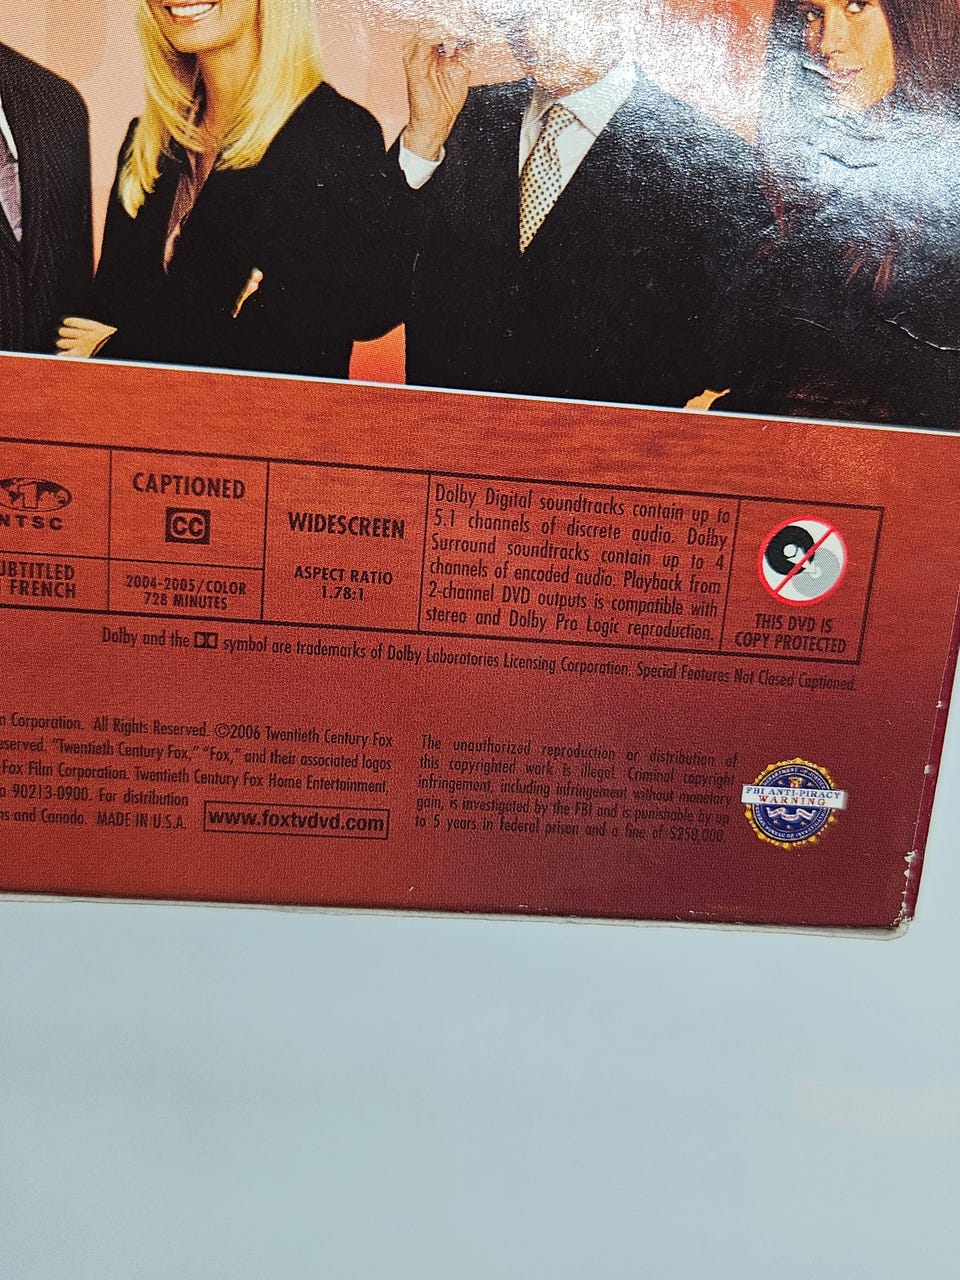 NTSC
CAPTIONED
CC
UBTITLED
FRENCH
2004-2005/COLOR
728 MINUTES
WIDESCREEN
ASPECT RATIO
1.78:1
Dolby Digital soundtracks contain up to
5.1 channels of discrete audio. Dolby
Surround soundtracks contain up to 4
channels of encoded audio. Playback from
2-channel DVD outputs is compatible with
stereo and Dolby Pro Logic reproduction.
THIS DVD IS
COPY PROTECTED
Dolby and the symbol are trademarks of Dolby Laboratories Licensing Corporation. Special Features Not Closed Captioned.
n Corporation. All Rights Reserved. ©2006 Twentieth Century Fox
eserved. "Twentieth Century Fox," "Fox," and their associated logos
Fox Film Corporation. Twentieth Century Fox Home Entertainment,
a 90213-0900. For distribution
ns and Canada. MADE IN U.S.A.
www.foxtvdvd.com
The unauthorized reproduction or distribution of
this copyrighted work is illegal. Criminal copyright
infringement, including infringement without monetary
gain, is investigated by the FBI and is punishable by up
to 5 years in federal prison and a fine of $250,000.
FBI ANTI-PIRACY
WARNING